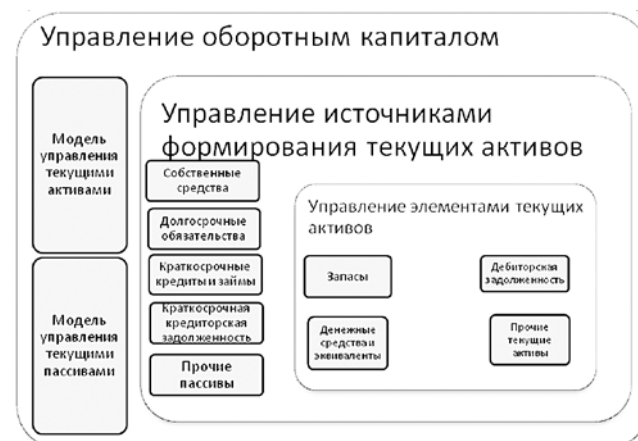 Управление оборотным капиталом
Модель
управления
текущими
активами
Модель
управления
текущими
пассивами
Управление источниками
формирования текущих активов
Собственные
средства
Долгосрочные
обязательства
Краткосрочные
кредиты и займы
Краткосрочная
кредиторская
задолженность
Прочие
пассивы
Управление элементами текущих
активов
Запасы
Дебиторская
задолженность
Денежные
средства и
эквиваленты
Прочие
текущие
активы